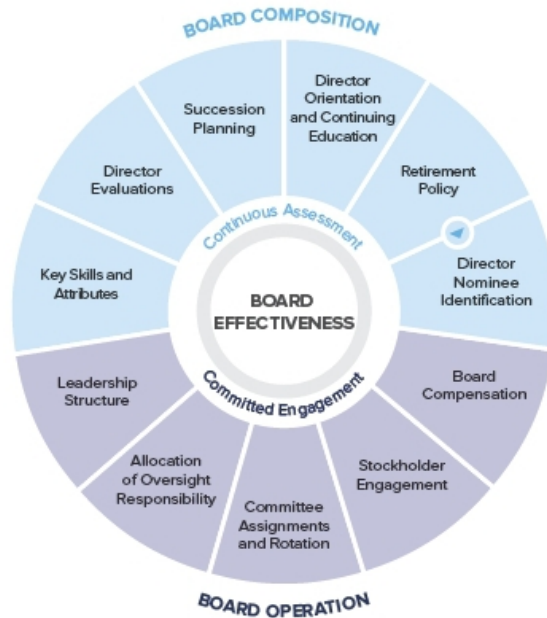 BOARD COMPOSITION
Director
Orientation
and Continuing
Education
Succession
Planning
Retirement
Policy
Director
Evaluations
Continuous Assessment
Director
Nominee
Identification
Key Skills and
Attributes
BOARD
EFFECTIVENESS
Committed Engagement
Leadership
Structure
Board
Compensation
Allocation
of Oversight
Responsibility
Stockholder
Engagement
Committee
Assignments
and Rotation
BOARD OPERATION